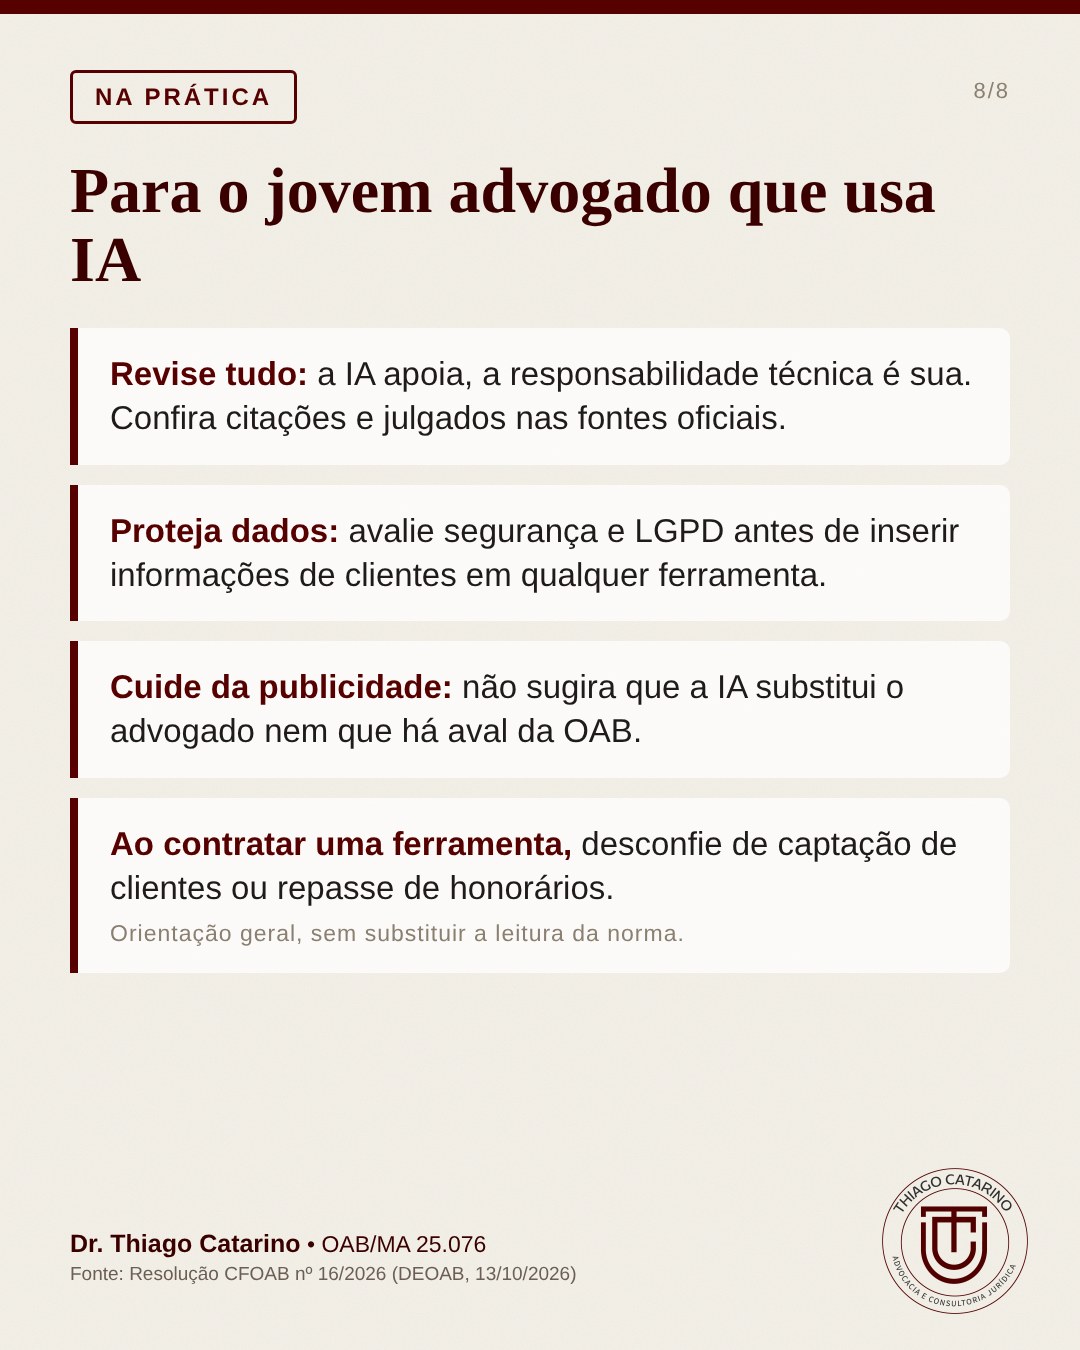 NA PRÁTICA
8/8
Para o jovem advogado que usa
IA
Revise tudo: a IA apoia, a responsabilidade técnica é sua.
Confira citações e julgados nas fontes oficiais.
Proteja dados: avalie segurança e LGPD antes de inserir
informações de clientes em qualquer ferramenta.
Cuide da publicidade: não sugira que a IA substitui o
advogado nem que há aval da OAB.
Ao contratar uma ferramenta, desconfie de captação de
clientes ou repasse de honorários.
Orientação geral, sem substituir a leitura da norma.
Dr. Thiago Catarino • OAB/MA 25.076
Fonte: Resolução CFOAB nº 16/2026 (DEOAB, 13/10/2026)
THIAGO CATARINO
ADVOCACIA E CONSULTORIA JURÍDICA